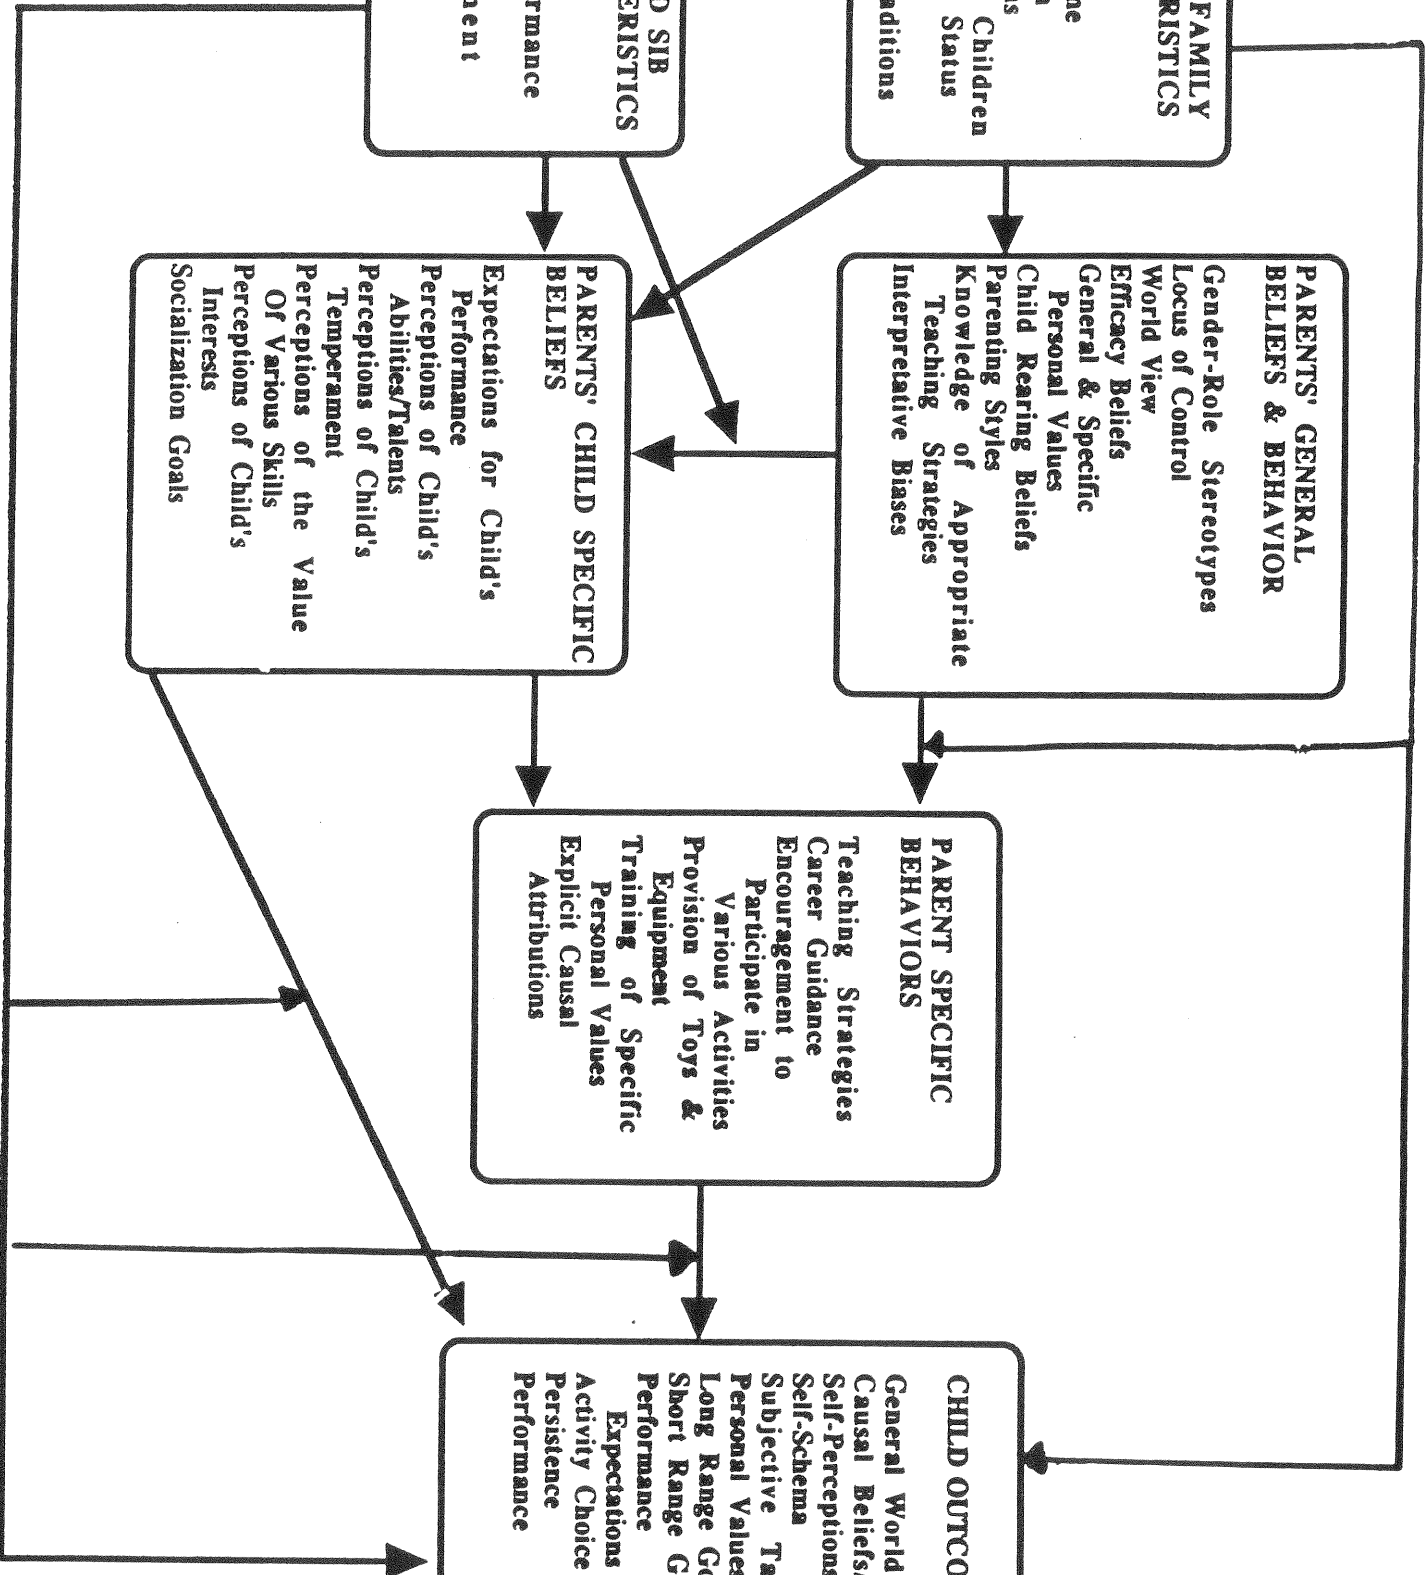 FAMILY
RISTICS
me
ns
n
Children
Status
aditions
D SIB
ERISTICS
rmance
nent
PARENTS' GENERAL
BELIEFS & BEHAVIOR
Gender-Role Stereotypes
Locus of Control
World View
Efficacy Beliefs
General & Specific
Personal Values
Child Rearing Beliefs
Parenting Styles
Knowledge of Appropriate
Teaching Strategies
Interpretative Biases
PARENTS' CHILD SPECIFIC
BELIEFS
Expectations for Child's
Performance
Perceptions of Child's
Abilities/Talents
Perceptions of Child's
Temperament
Perceptions of the Value
Of Various Skills
Perceptions of Child's
Interests
Socialization Goals
PARENT SPECIFIC
BEHAVIORS
Teaching Strategies
Career Guidance
Encouragement to
Participate in
Various Activities
Provision of Toys &
Equipment
Training of Specific
Personal Values
Explicit Causal
Attributions
CHILD OUTCO
General World
Causal Beliefs/
Self-Perceptions
Self-Schema
Subjective Ta
Personal Values
Long Range Go
Short Range G
Performance
Expectations
Activity Choice
Persistence
Performance